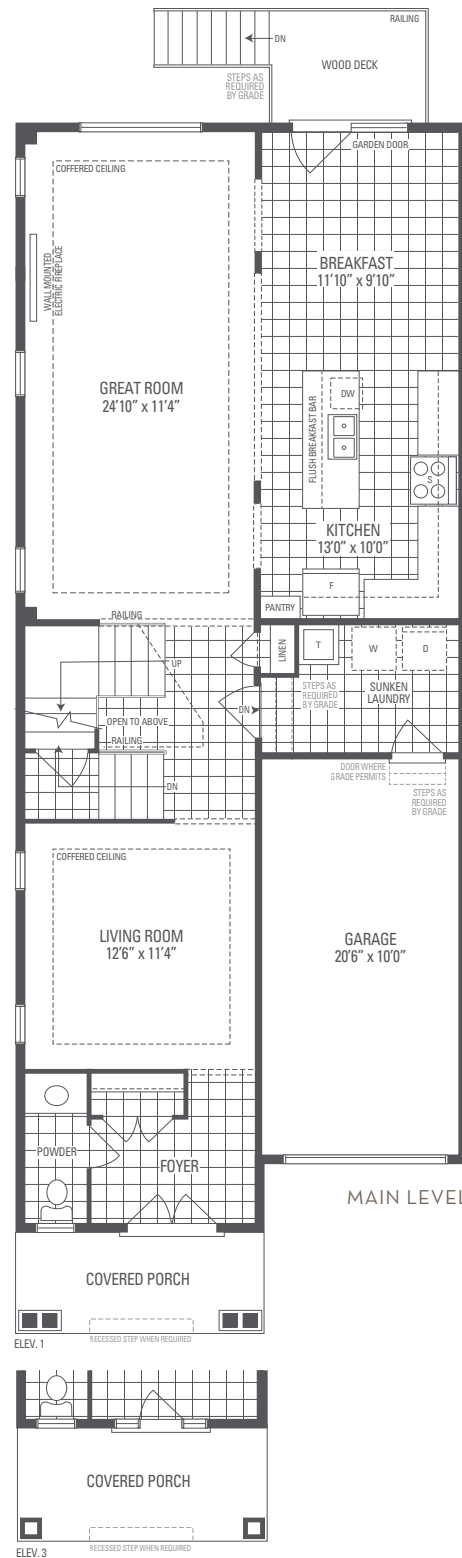 RAILING
DN
WOOD DECK
STEPS AS
REQUIRED
BY GRADE
GARDEN DOOR
COFFERED CEILING
WALL MOUNTED
ELECTRIC FIREPLACE
BREAKFAST
11'10" x 9'10"
GREAT ROOM
24'10" x 11'4"
DW
FLUSH BREAKFAST BAR
S
KITCHEN
13'0" x 10'0"
F
PANTRY
RAILING
LINEN
T
W
D
UP
STEPS AS
REQUIRED
BY GRADE
SUNKEN
LAUNDRY
DN
OPEN TO ABOVE
RAILING
DOOR WHERE
GRADE PERMITS
DN
STEPS AS
REQUIRED
BY GRADE
COFFERED CEILING
LIVING ROOM
12'6" x 11'4"
GARAGE
20'6" x 10'0"
POWDER
FOYER
MAIN LEVEL
COVERED PORCH
RECESSED STEP WHEN REQUIRED
ELEV. 1
COVERED PORCH
RECESSED STEP WHEN REQUIRED
ELEV. 3